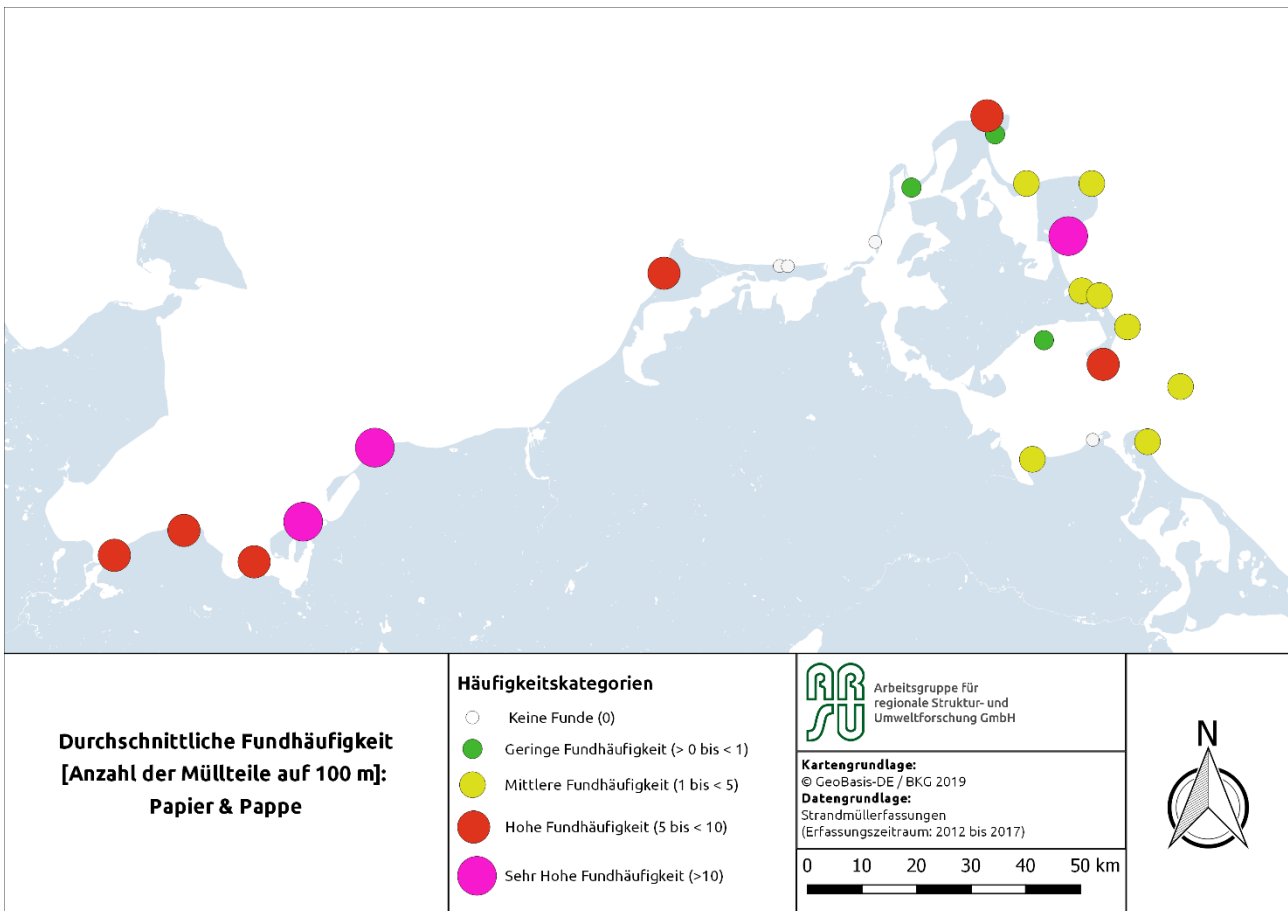 Durchschnittliche Fundhäufigkeit
[Anzahl der Müllteile auf 100 m]:
Papier & Pappe
Häufigkeitskategorien
Keine Funde (0)
Geringe Fundhäufigkeit (> 0 bis < 1)
Mittlere Fundhäufigkeit (1 bis < 5)
Hohe Fundhäufigkeit (5 bis < 10)
Sehr Hohe Fundhäufigkeit (>10)
ARSU
Arbeitsgruppe für
regionale Struktur- und
Umweltforschung GmbH
Kartengrundlage:
© GeoBasis-DE / BKG 2019
Datengrundlage:
Strandmüllerfassungen
(Erfassungszeitraum: 2012 bis 2017)
0 10 20 30 40 50 km
N